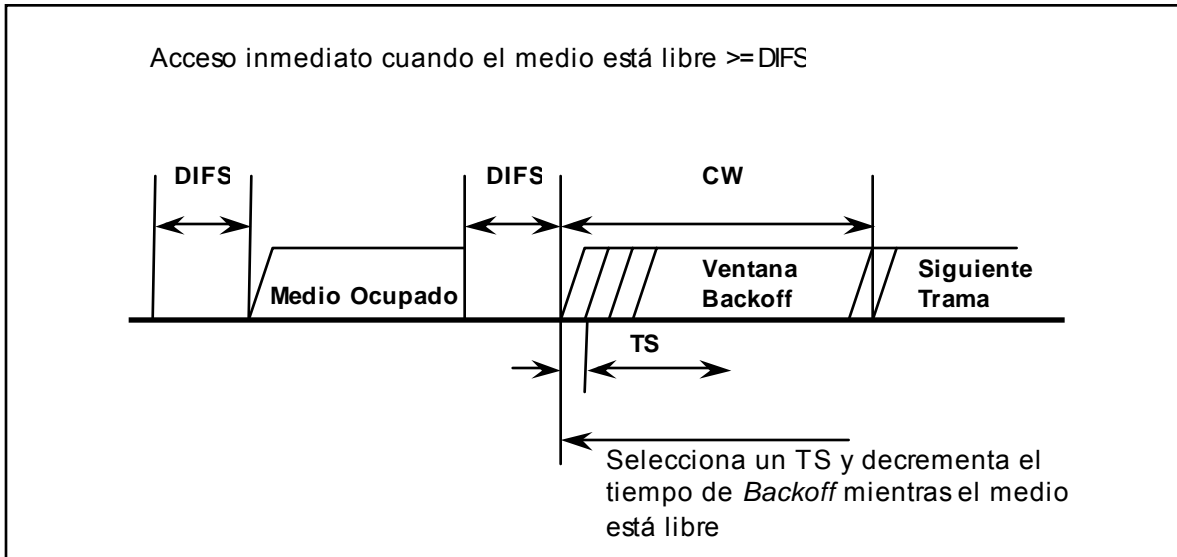 Acceso inmediato cuando el medio está libre >= DIFS
DIFS
DIFS
CW
Medio Ocupado
Ventana
Backoff
Siguiente
Trama
TS
Selecciona un TS y decrementa el
tiempo de Backoff mientras el medio
está libre